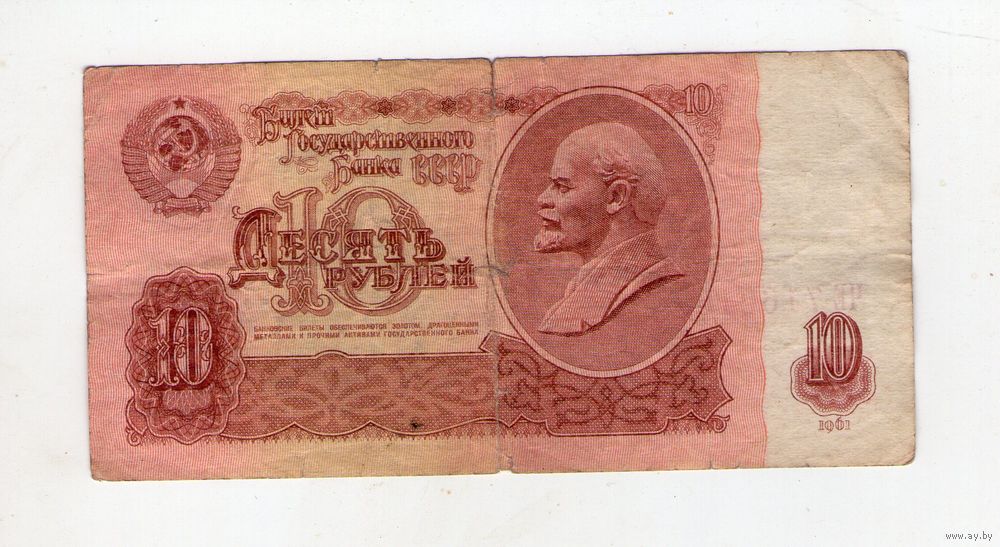 10
Билет
Государственного
Банка СССР
10
Десять
рублей
БАНКОВСКИЕ БИЛЕТЫ ОБЕСПЕЧИВАЮТСЯ ЗОЛОТОМ, ДРАГОЦЕННЫМИ
МЕТАЛЛАМИ И ПРОЧИМИ АКТИВАМИ ГОСУДАРСТВЕННОГО БАНКА
10
10
1961
www.ay.by